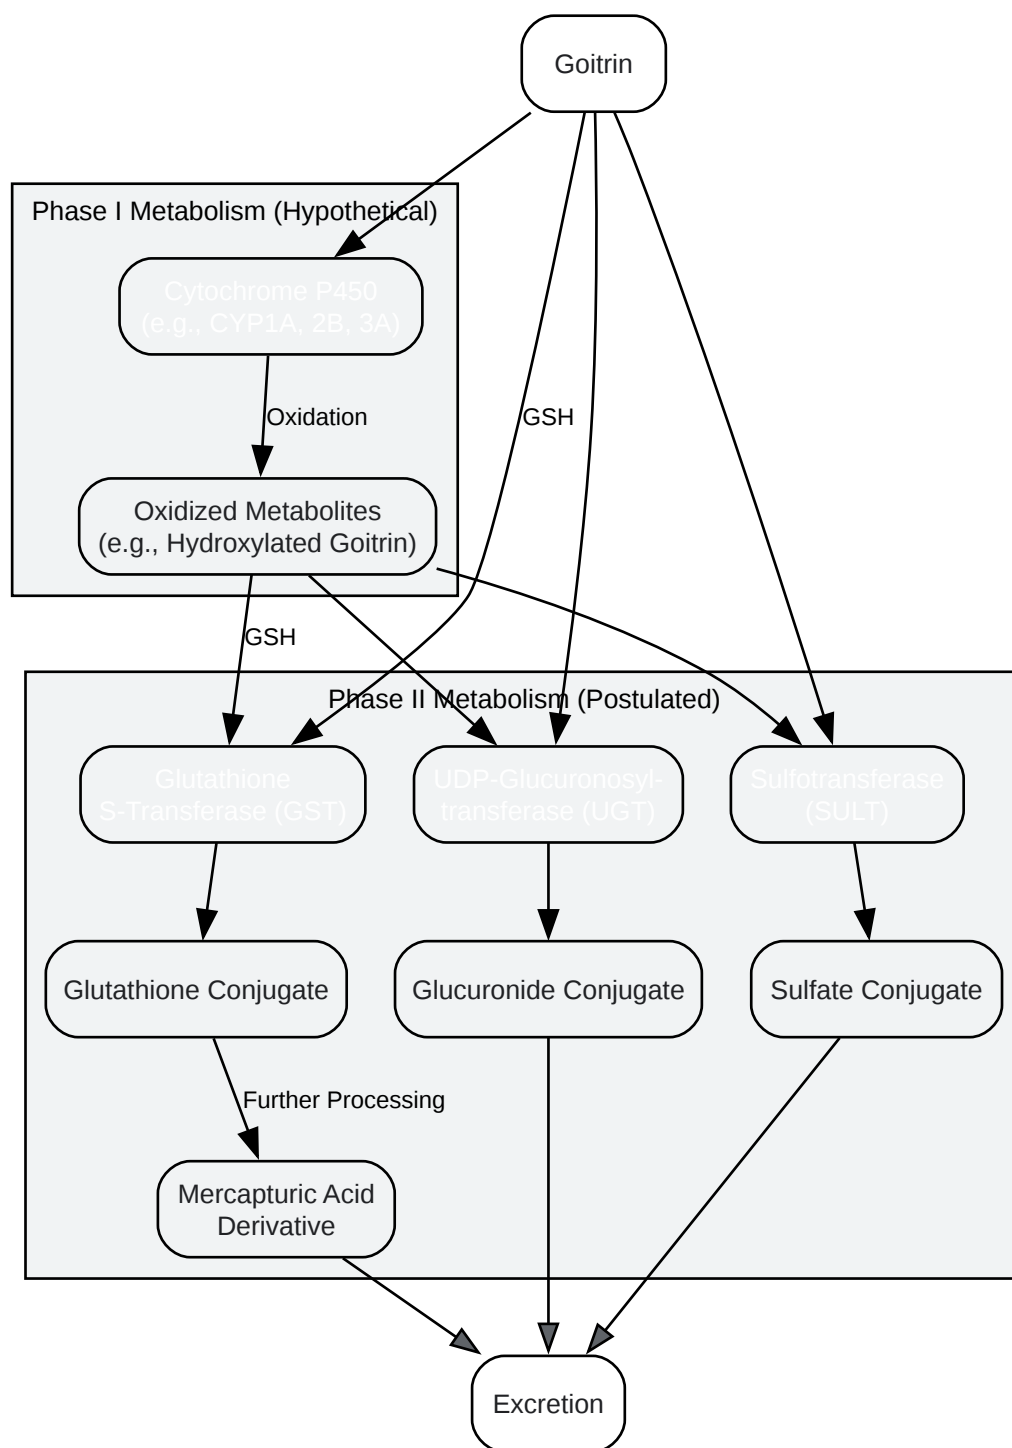 Goitrin
Phase I Metabolism (Hypothetical)
Cytochrome P450
(e.g., CYP1A, 2B, 3A)
Oxidation
GSH
Oxidized Metabolites
(e.g., Hydroxylated Goitrin)
GSH
Phase II Metabolism (Postulated)
Glutathione
S-Transferase (GST)
UDP-Glucuronosyl-
transferase (UGT)
Sulfotransferase
(SULT)
Glutathione Conjugate
Glucuronide Conjugate
Sulfate Conjugate
Further Processing
Mercapturic Acid
Derivative
Excretion